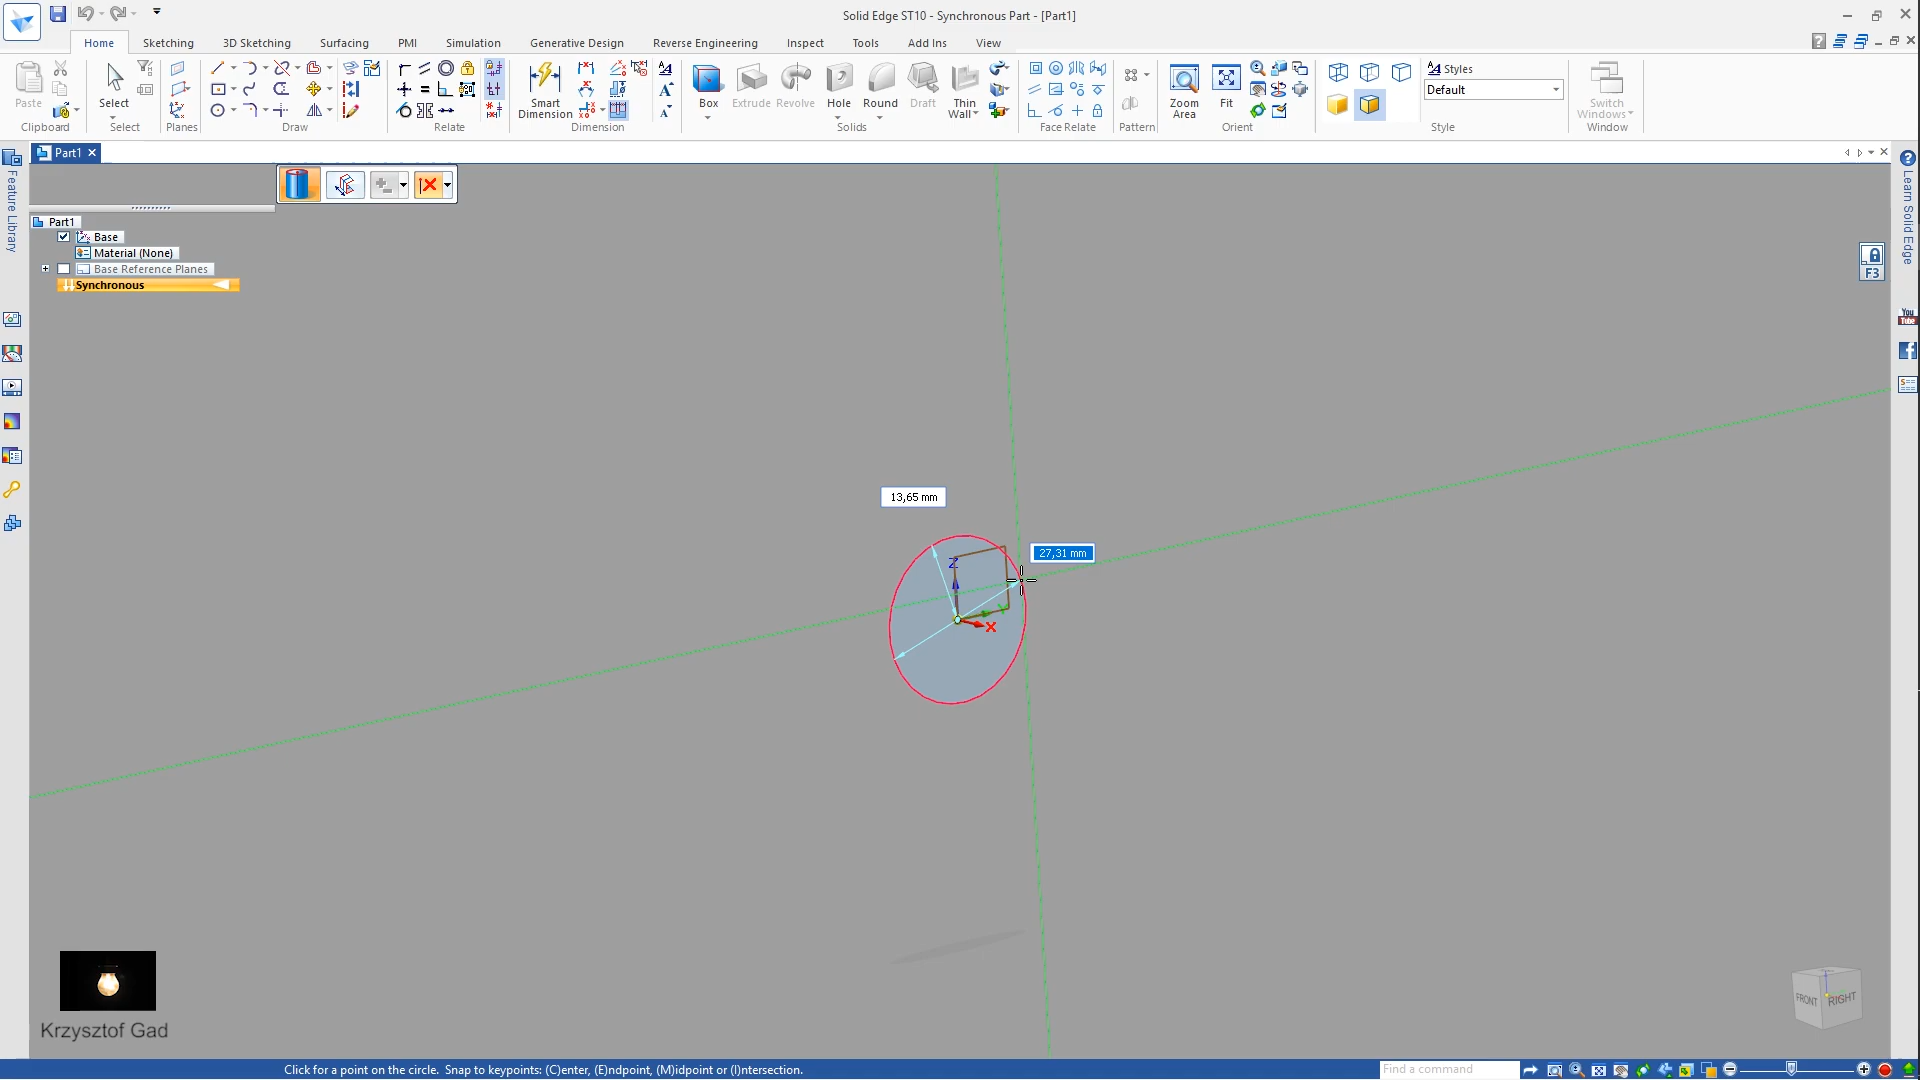 Solid Edge ST10 - Synchronous Part - [Part1]
Home
Sketching
3D Sketching
Surfacing
PMI
Simulation
Generative Design
Reverse Engineering
Inspect
Tools
Add Ins
View
Paste
Clipboard
Select
Select
Planes
Draw
Relate
Smart
Dimension
Dimension
Box
Extrude
Revolve
Hole
Round
Draft
Thin
Wall
Solids
Face Relate
Pattern
Zoom
Area
Fit
Orient
Styles
Default
Style
Switch
Windows
Window
Part1
Feature Library
Learn Solid Edge
Part1
Base
Material (None)
Base Reference Planes
Synchronous
F3
You
Tube
13,65 mm
27,31 mm
Z
Y
X
FRONT
RIGHT
Krzysztof Gad
Click for a point on the circle. Snap to keypoints: (C)enter, (E)ndpoint, (M)idpoint or (I)ntersection.
Find a command